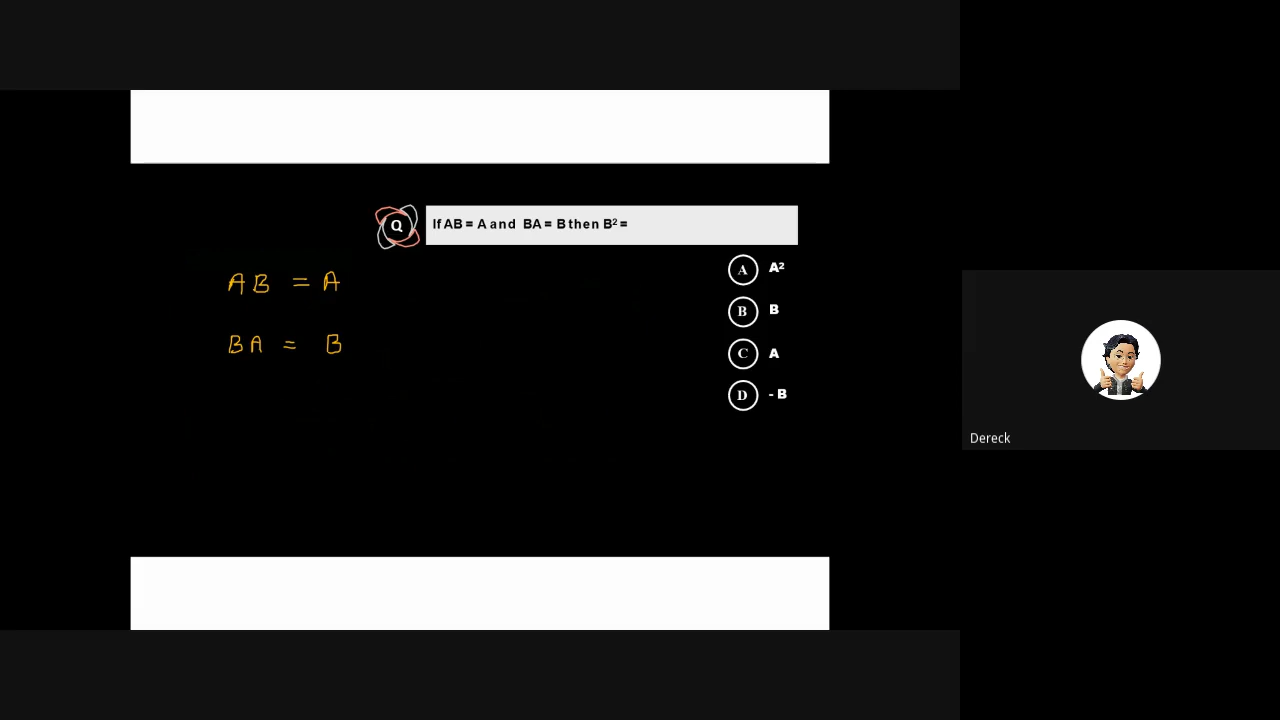 Q If AB = A and BA = B then B² =
A A²
B B
C A
D - B
AB = A
BA = B
Dereck